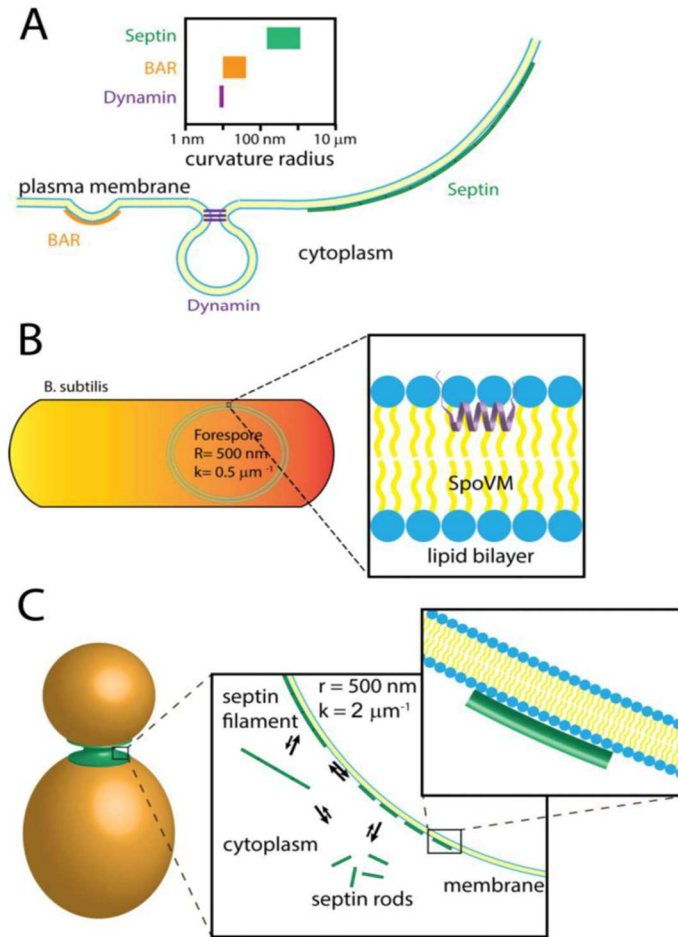 A
Septin
BAR
Dynamin
1 nm 100 nm 10 μm
curvature radius
plasma membrane
BAR
Septin
cytoplasm
Dynamin
B
B. subtilis
Forespore
R= 500 nm
k= 0.5 μm⁻¹
SpoVM
lipid bilayer
C
septin
filament
r = 500 nm
k = 2 μm⁻¹
cytoplasm
septin rods
membrane